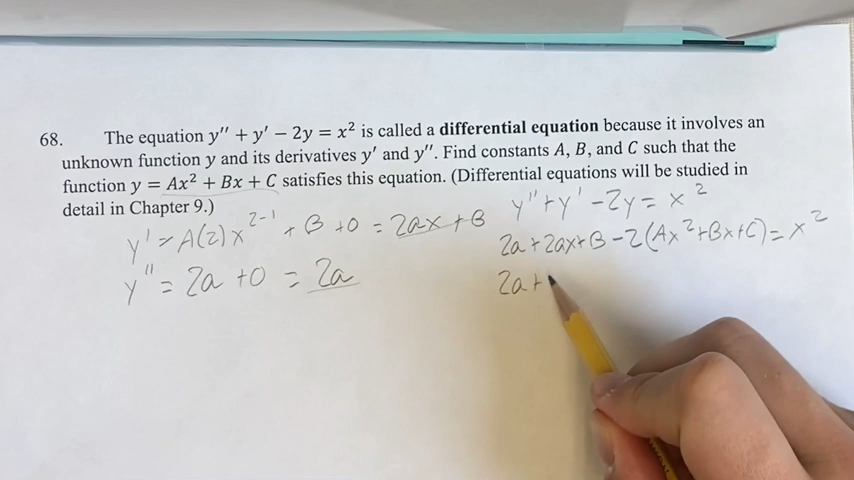 68. The equation y″ + y′ − 2y = x² is called a differential equation because it involves an
unknown function y and its derivatives y′ and y″. Find constants A, B, and C such that the
function y = Ax² + Bx + C satisfies this equation. (Differential equations will be studied in
detail in Chapter 9.)
y' = A(2)x²⁻¹ + B + 0 = 2ax + B
y'' = 2a + 0 = 2a
y'' + y' - 2y = x²
2a + 2ax + B - 2(Ax² + Bx + C) = x²
2a +